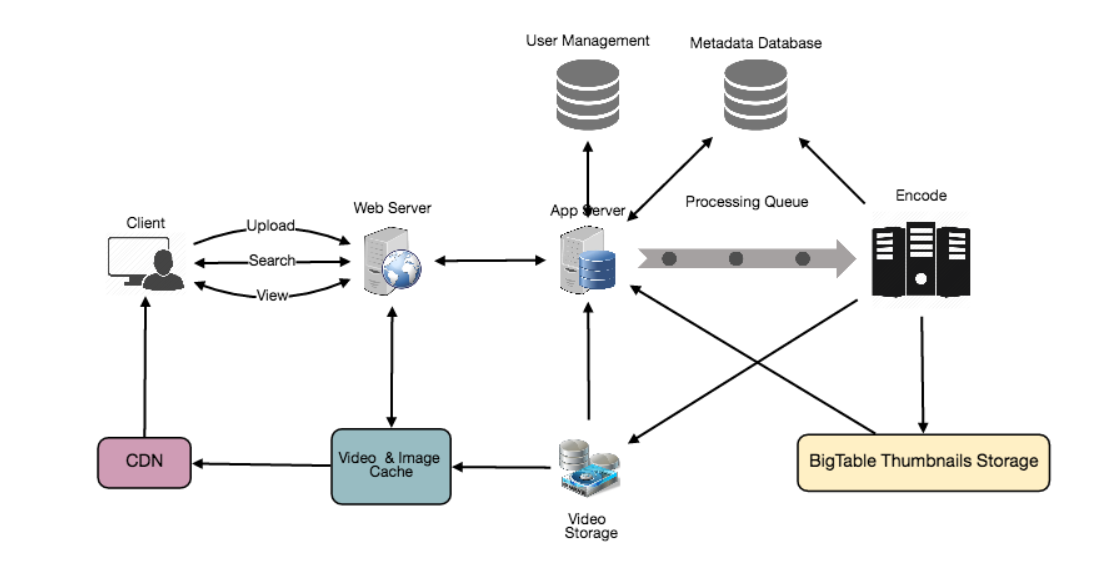 User Management
Metadata Database
Processing Queue
Encode
Client
Web Server
App Server
Upload
Search
View
CDN
Video & Image
Cache
BigTable Thumbnails Storage
Video
Storage